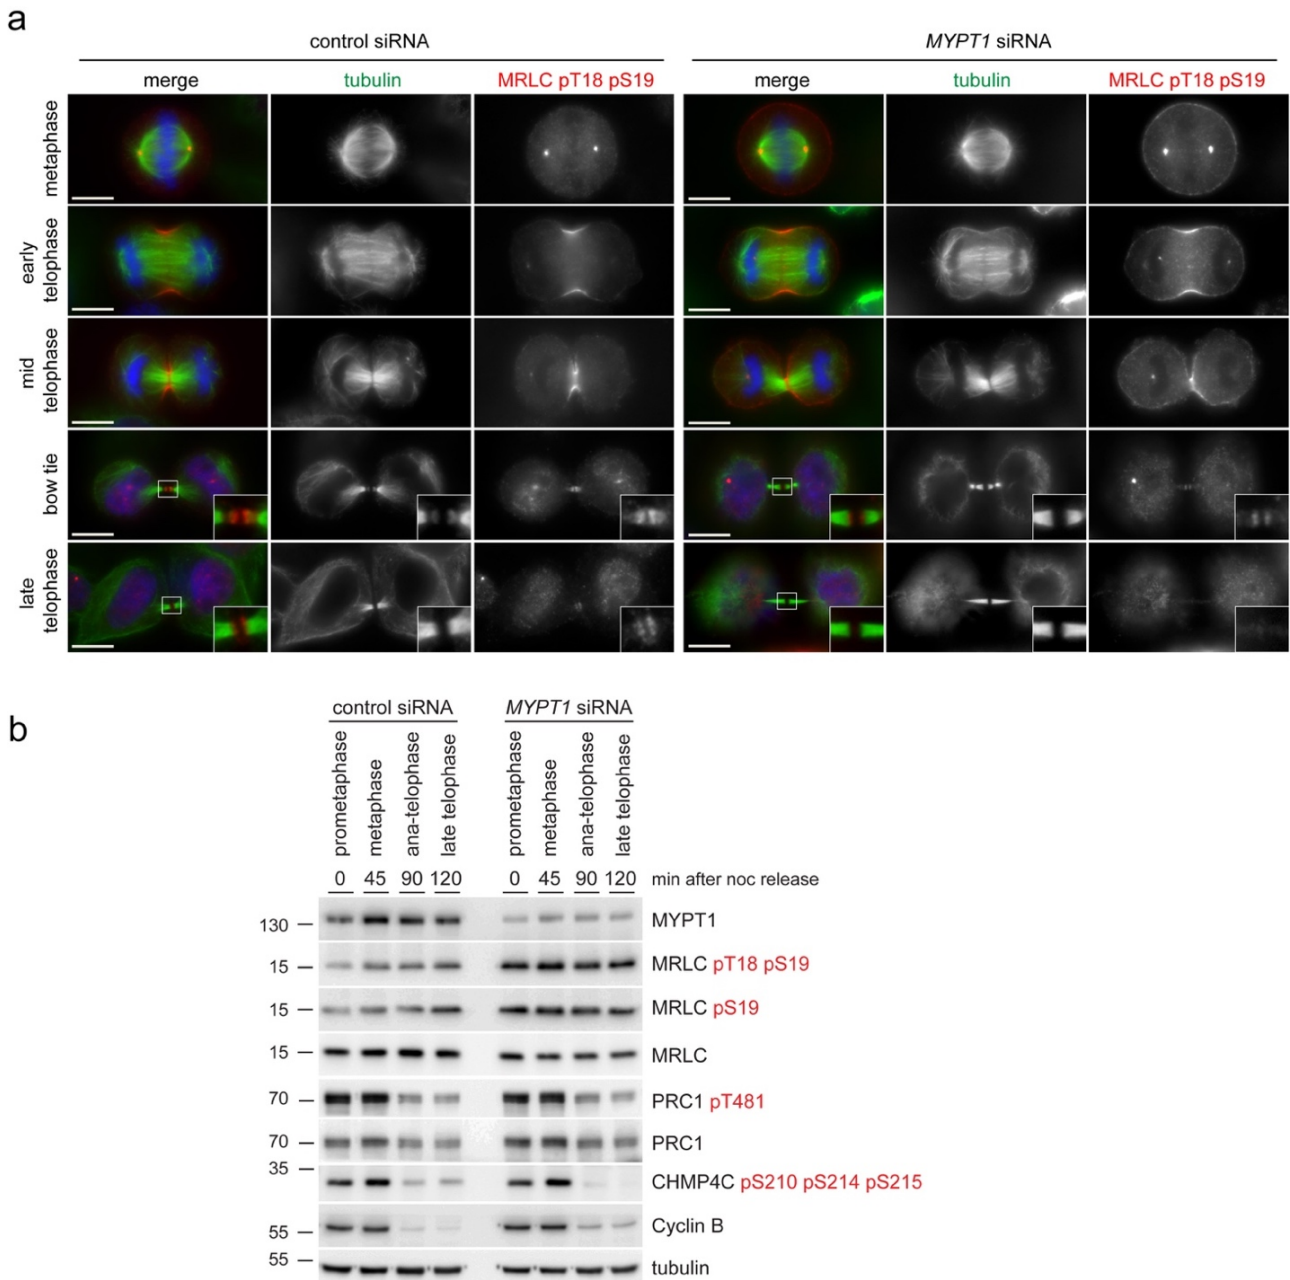 a
control siRNA
MYPT1 siRNA
merge
tubulin
MRLC pT18 pS19
merge
tubulin
MRLC pT18 pS19
metaphase
early
telophase
mid
telophase
bow tie
late
telophase
b
control siRNA
MYPT1 siRNA
prometaphase
metaphase
ana-telophase
late telophase
prometaphase
metaphase
ana-telophase
late telophase
0 45 90 120 0 45 90 120 min after noc release
130 MYPT1
15 MRLC pT18 pS19
15 MRLC pS19
15 MRLC
70 PRC1 pT481
70 PRC1
35 CHMP4C pS210 pS214 pS215
55 Cyclin B
55 tubulin